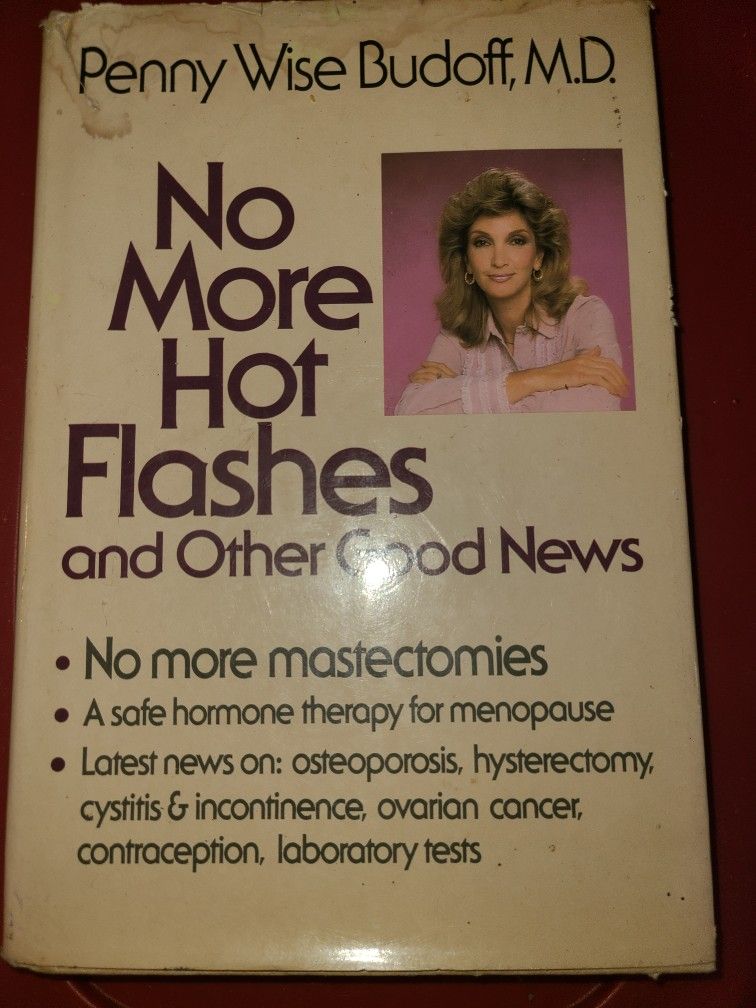 Penny Wise Budoff, M.D.
No
More
Hot
Flashes
and Other Good News
• No more mastectomies
• A safe hormone therapy for menopause
• Latest news on: osteoporosis, hysterectomy,
cystitis & incontinence, ovarian cancer,
contraception, laboratory tests